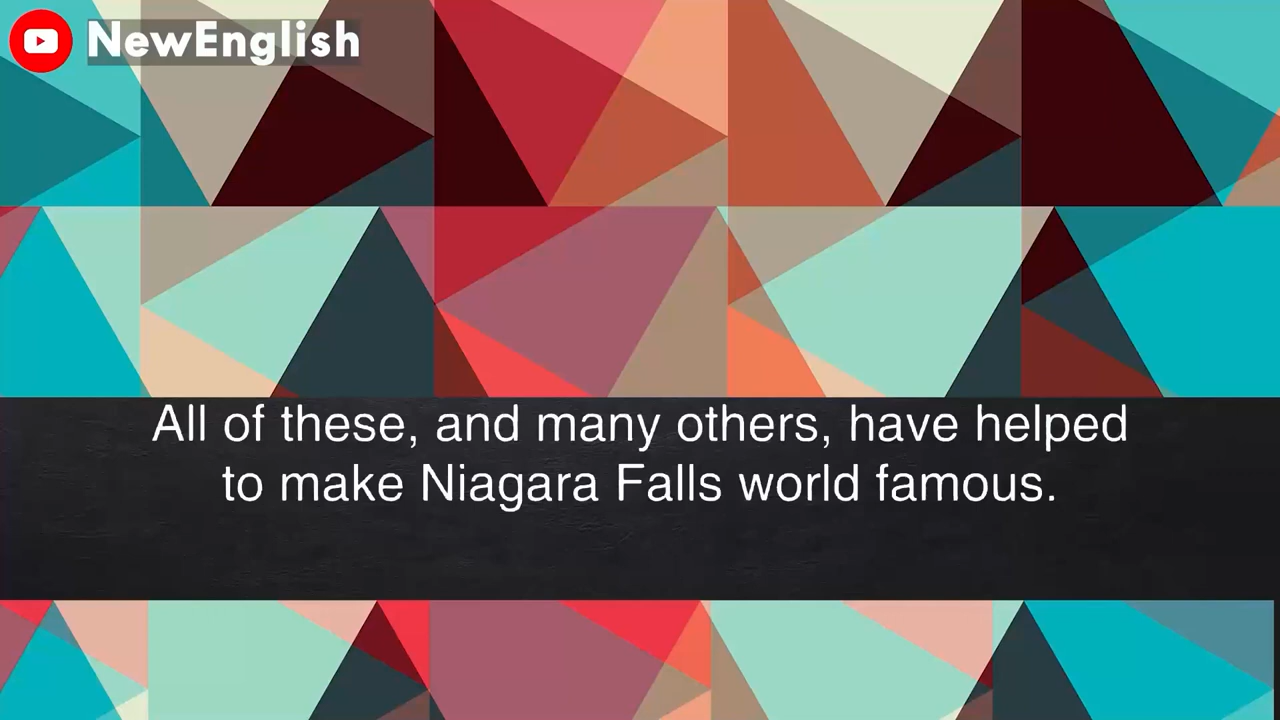 NewEnglish
All of these, and many others, have helped
to make Niagara Falls world famous.